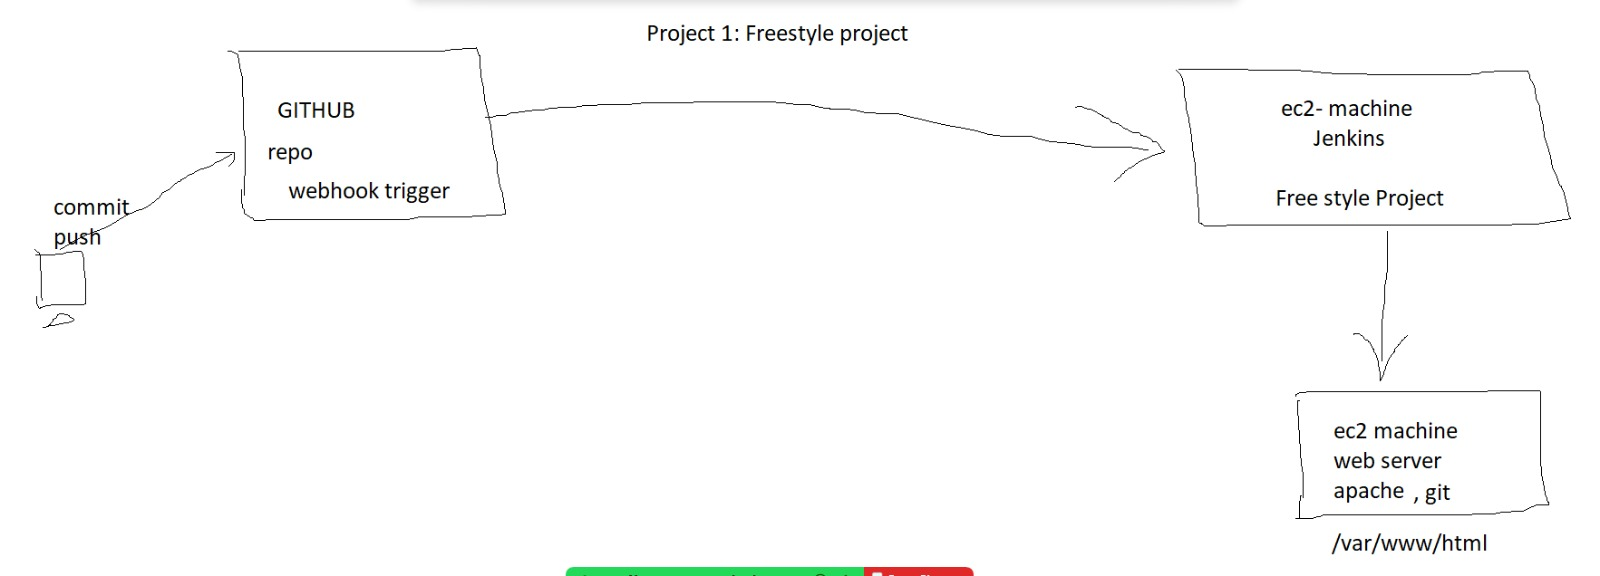 Project 1: Freestyle project
GITHUB
repo
webhook trigger
commit
push
ec2- machine
Jenkins
Free style Project
ec2 machine
web server
apache , git
/var/www/html